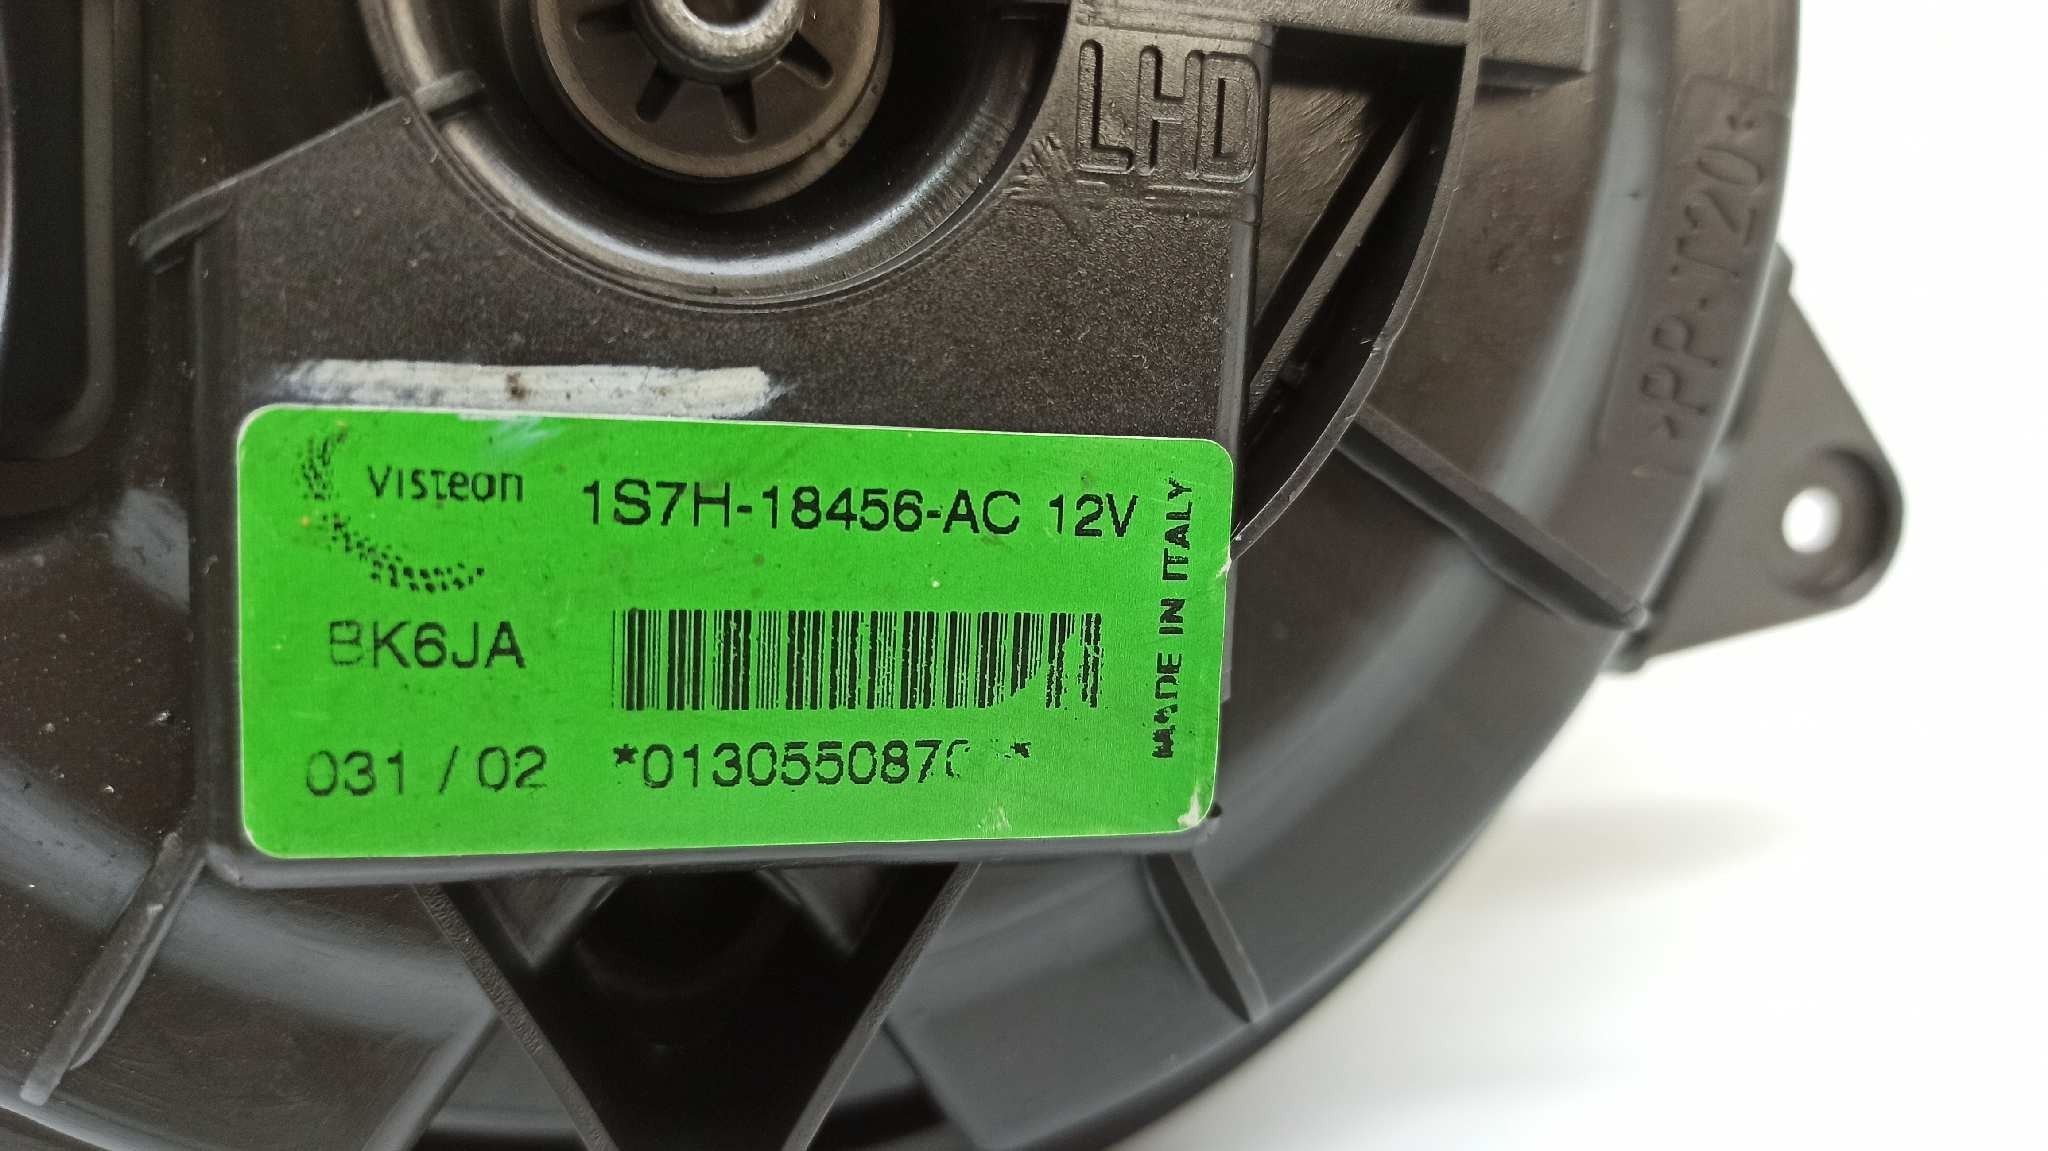 LHD
>PP-T20<
Visteon 1S7H-18456-AC 12V
MADE IN ITALY
BK6JA
031 / 02